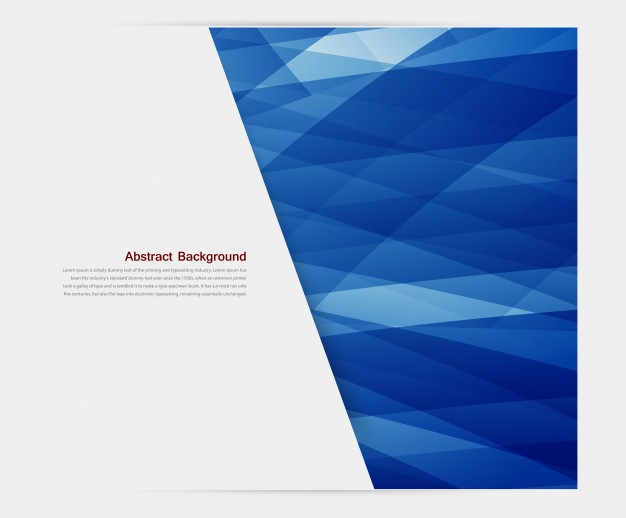 Abstract Background
Lorem Ipsum is simply dummy text of the printing and typesetting industry. Lorem Ipsum has
been the industry's standard dummy text ever since the 1500s, when an unknown printer
took a galley of type and scrambled it to make a type specimen book. It has survived not only
five centuries, but also the leap into electronic typesetting, remaining essentially unchanged.